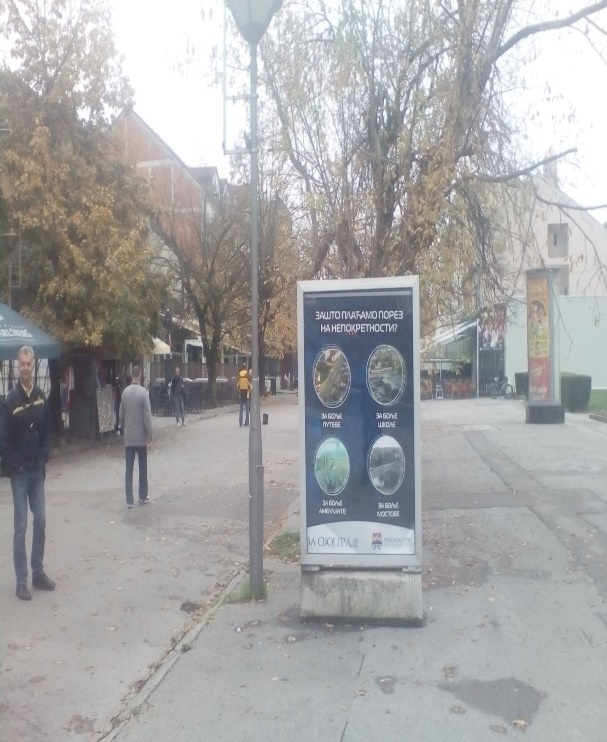 ЗАШТО ПЛАЋАМО ПОРЕЗ
НА НЕПОКРЕТНОСТИ?
ЗА БОЉЕ
ПУТЕВЕ
ЗА БОЉЕ
ШКОЛЕ
ЗА БОЉЕ
АМБУЛАНТЕ
ЗА БОЉЕ
МОСТОВЕ
ЗА СВОЈ ГРАД!